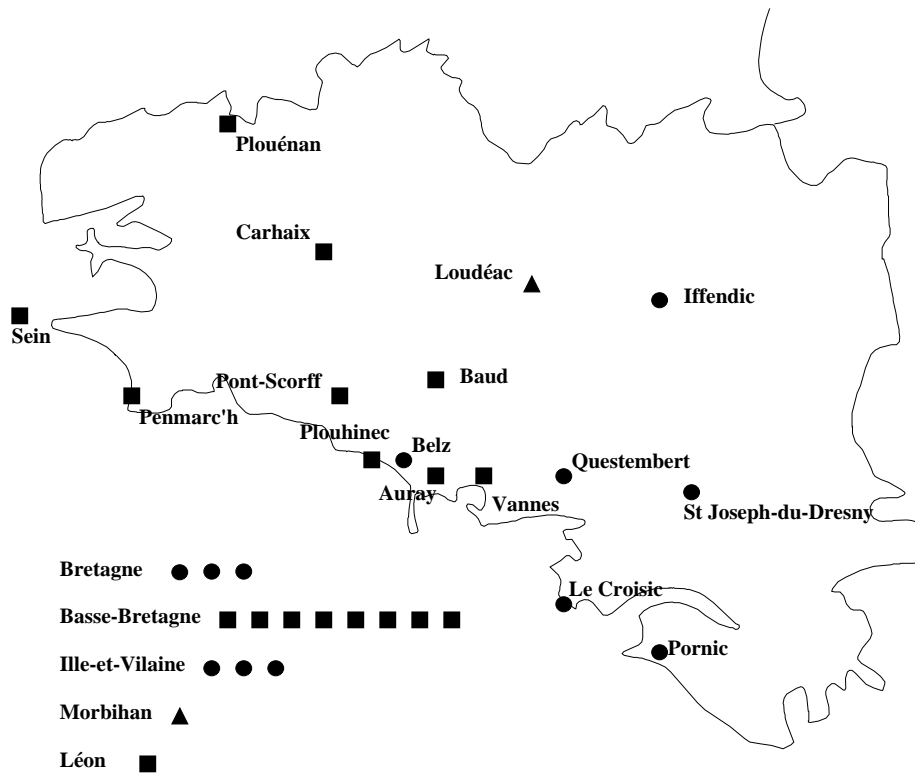 Plouénan
Carhaix
Loudéac
Iffendic
Sein
Baud
Pont-Scorff
Penmarc'h
Plouhinec
Belz
Questembert
Auray
Vannes
St Joseph-du-Dresny
Bretagne
Le Croisic
Basse-Bretagne
Pornic
Ille-et-Vilaine
Morbihan
Léon